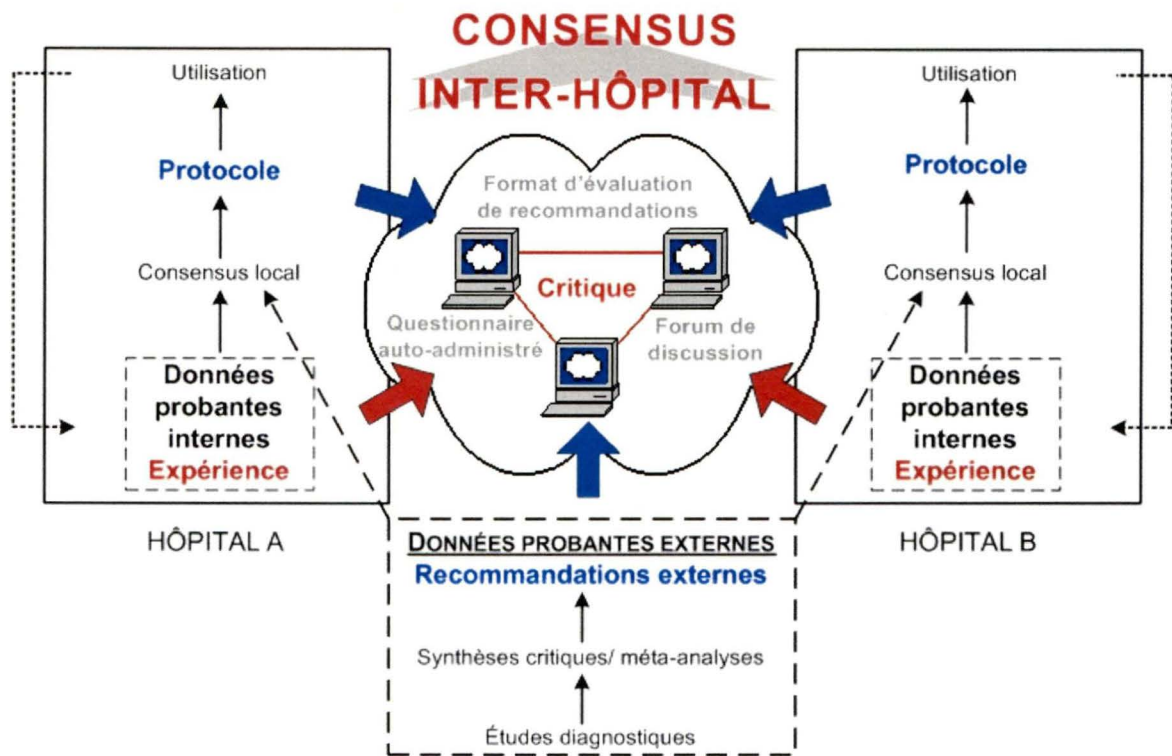 CONSENSUS
INTER-HÔPITAL
Utilisation
Protocole
Consensus local
Données
probantes
internes
Expérience
HÔPITAL A
Format d'évaluation
de recommandations
Critique
Questionnaire
auto-administré
Forum de
discussion
Utilisation
Protocole
Consensus local
Données
probantes
internes
Expérience
HÔPITAL B
DONNÉES PROBANTES EXTERNES
Recommandations externes
Synthèses critiques/ méta-analyses
Études diagnostiques